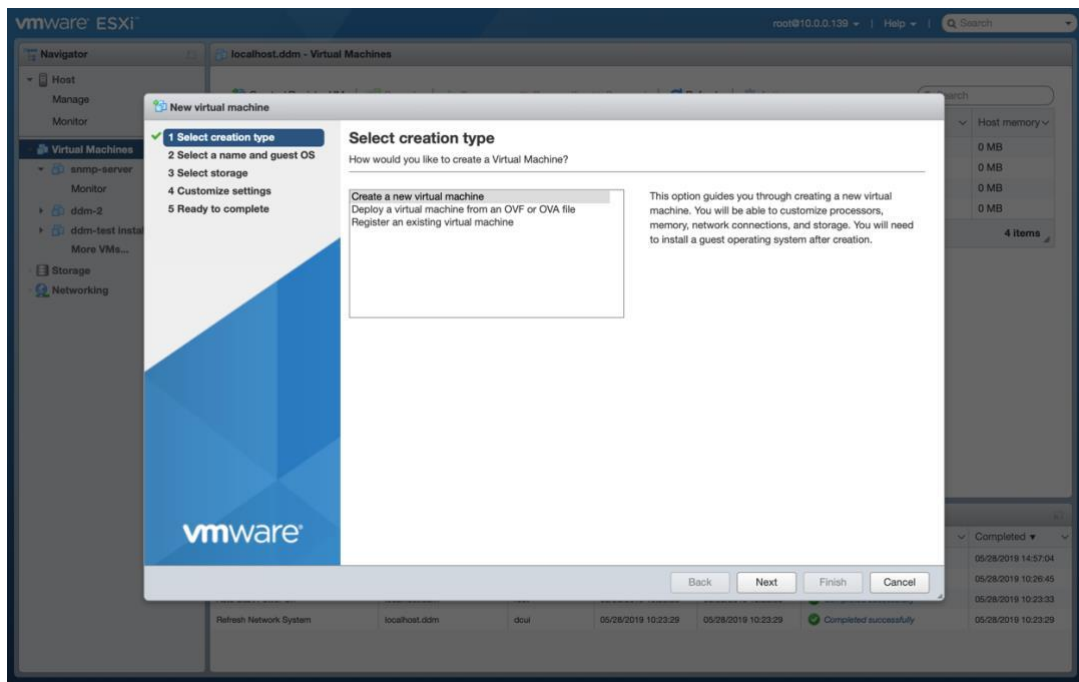 vmware ESXi™
root@10.0.0.139 | Help | Search
Navigator
localhost.ddm - Virtual Machines
Host
Manage
Monitor
Virtual Machines
snmp-server
Monitor
ddm-2
ddm-test instal
More VMs...
Storage
Networking
Search
Host memory
0 MB
0 MB
0 MB
0 MB
4 items
New virtual machine
1 Select creation type
2 Select a name and guest OS
3 Select storage
4 Customize settings
5 Ready to complete
vmware®
Select creation type
How would you like to create a Virtual Machine?
Create a new virtual machine
Deploy a virtual machine from an OVF or OVA file
Register an existing virtual machine
This option guides you through creating a new virtual
machine. You will be able to customize processors,
memory, network connections, and storage. You will need
to install a guest operating system after creation.
Back Next Finish Cancel
Completed
05/28/2019 14:57:04
05/28/2019 10:26:45
05/28/2019 10:23:33
Refresh Network System localhost.ddm dcui 05/28/2019 10:23:29 05/28/2019 10:23:29 Completed successfully 05/28/2019 10:23:29